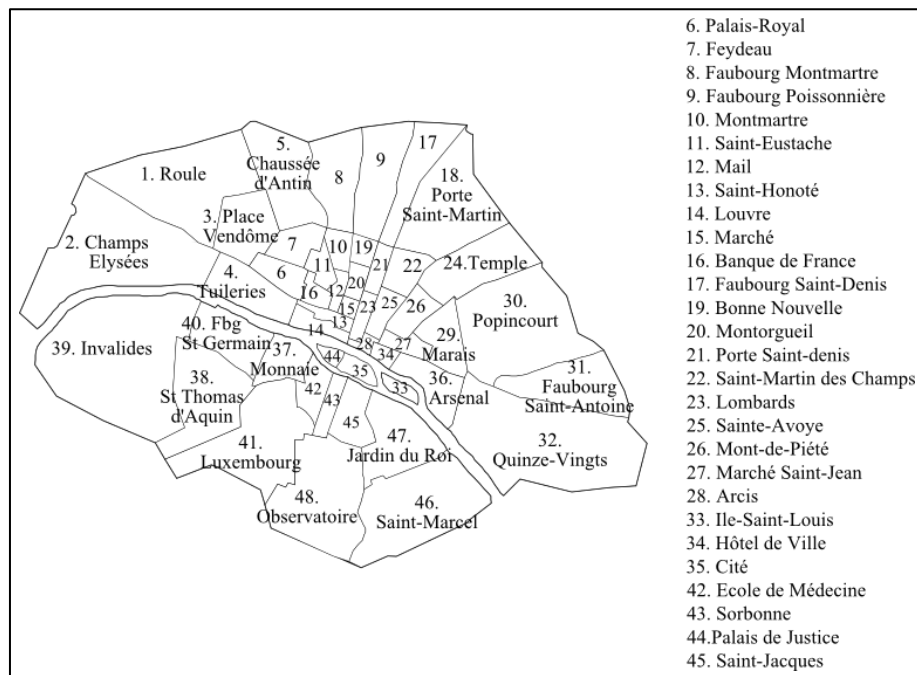 6. Palais-Royal
7. Feydeau
8. Faubourg Montmartre
9. Faubourg Poissonnière
10. Montmartre
11. Saint-Eustache
12. Mail
13. Saint-Honoté
14. Louvre
15. Marché
16. Banque de France
17. Faubourg Saint-Denis
19. Bonne Nouvelle
20. Montorgueil
21. Porte Saint-denis
22. Saint-Martin des Champs
23. Lombards
25. Sainte-Avoye
26. Mont-de-Piété
27. Marché Saint-Jean
28. Arcis
33. Ile-Saint-Louis
34. Hôtel de Ville
35. Cité
42. Ecole de Médecine
43. Sorbonne
44.Palais de Justice
45. Saint-Jacques
1. Roule
2. Champs
Elysées
3. Place
Vendôme
4.
Tuileries
5.
Chaussée
d'Antin
6
7
8
9
10
11
12
13
14
15
16
17
18.
Porte
Saint-Martin
19
20
21
22
23
24.Temple
25
26
27
28
29
Marais
30.
Popincourt
31.
Faubourg
Saint-Antoine
32.
Quinze-Vingts
33
34
35
36
Arsenal
37.
Monnaie
38.
St Thomas
d'Aquin
39. Invalides
40. Fbg
St Germain
41.
Luxembourg
42
43
44
45
46.
Saint-Marcel
47.
Jardin du Roi
48.
Observatoire